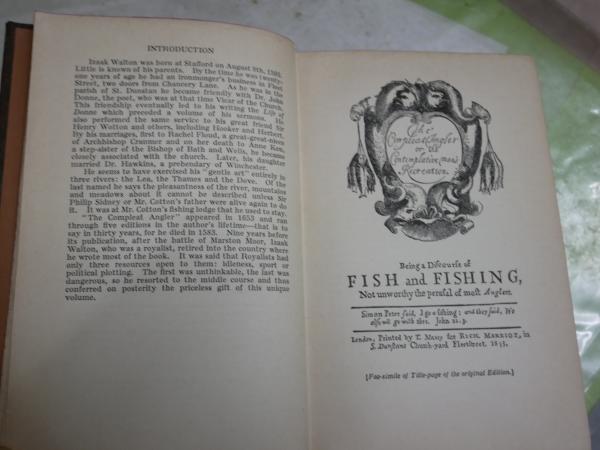 INTRODUCTION
Izaak Walton was born at Stafford on August 9th, 1593.
Little is known of his parents. By the time he was twenty-
one years of age he had an ironmonger's business in Fleet
Street, two doors from Chancery Lane. As he was in the
parish of St. Dunstan he became friendly with Dr. John
Donne, the poet, who was at that time Vicar of the Church.
This friendship eventually led to his writing the Life of
Donne which preceded a volume of his sermons. He
also performed the same service to his great friend Sir
Henry Wotton and others, including Hooker and Herbert.
By his marriages, first to Rachel Floud, a great-great-niece
of Archbishop Cranmer and on her death to Anne Ken,
a step-sister of the Bishop of Bath and Wells, he became
closely associated with the church. Later, his daughter
married Dr. Hawkins, a prebendary of Winchester.
He seems to have exercised his "gentle art" entirely in
three rivers: the Lea, the Thames and the Dove. Of the
last named he says the pleasantness of the river, mountains
and meadows about it cannot be described unless Sir
Philip Sidney or Mr. Cotton's father were alive again to do
it. It was at Mr. Cotton's fishing lodge that he used to stay.
"The Compleat Angler" appeared in 1653 and ran
through five editions in the author's lifetime—that is to
say in thirty years, for he died in 1583. Nine years before
its publication, after the battle of Marston Moor, Izaak
Walton, who was a royalist, retired into the country where
he wrote most of the book. It was said that Royalists had
only three resources open to them: idleness, sport or
political plotting. The first was unthinkable, the last was
dangerous, so he resorted to the middle course and thus
conferred on posterity the priceless gift of this unique
volume.
The
Compleat Angler
or the
Contemplative man's
Recreation.
Being a Discourse of
FISH and FISHING,
Not unworthy the perusal of most Anglers.
Simon Peter said, I go a fishing: and they said, We
also wil go with thee. John 21.3.
London, Printed by T. Maxey for RICH. MARRIOT, in
S. Dunstans Church-yard Fleetstreet. 1653.
[Fac-simile of Title-page of the original Edition.]